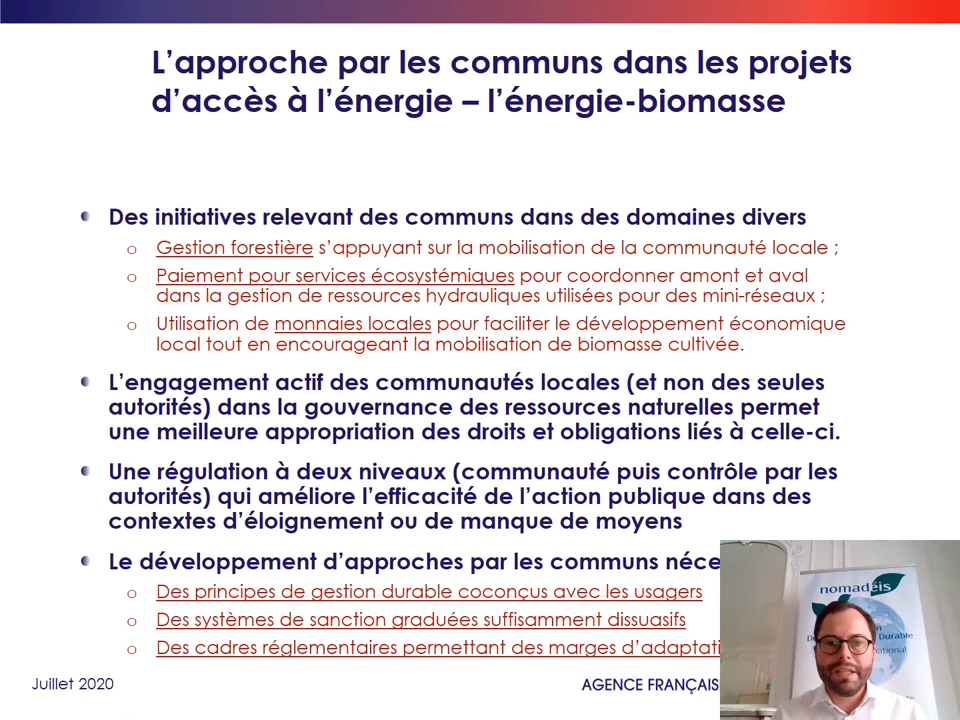 L'approche par les communs dans les projets
d'accès à l'énergie – l'énergie-biomasse
Des initiatives relevant des communs dans des domaines divers
Gestion forestière s'appuyant sur la mobilisation de la communauté locale ;
Paiement pour services écosystémiques pour coordonner amont et aval
dans la gestion de ressources hydrauliques utilisées pour des mini-réseaux ;
Utilisation de monnaies locales pour faciliter le développement économique
local tout en encourageant la mobilisation de biomasse cultivée.
L'engagement actif des communautés locales (et non des seules
autorités) dans la gouvernance des ressources naturelles permet
une meilleure appropriation des droits et obligations liés à celle-ci.
Une régulation à deux niveaux (communauté puis contrôle par les
autorités) qui améliore l'efficacité de l'action publique dans des
contextes d'éloignement ou de manque de moyens
Le développement d'approches par les communs
Des principes de gestion durable coconçus avec les usagers
Des systèmes de sanction graduées suffisamment dissuasifs
Des cadres réglementaires permettant des marges
nomadéis
Durable
Juillet 2020
AGENCE